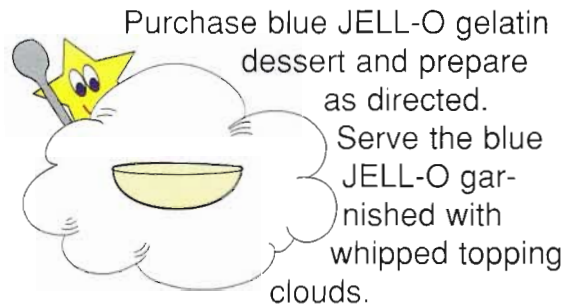 Purchase blue JELL-O gelatin
dessert and prepare
as directed.
Serve the blue
JELL-O gar-
nished with
whipped topping
clouds.